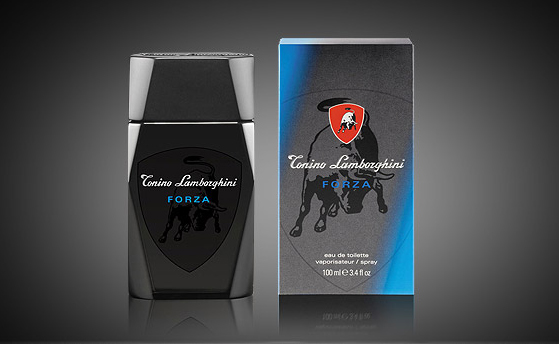 Tonino Lamborghini
FORZA
Tonino Lamborghini
FORZA
eau de toilette
vaporisateur / spray
100 ml e 3.4 fl oz